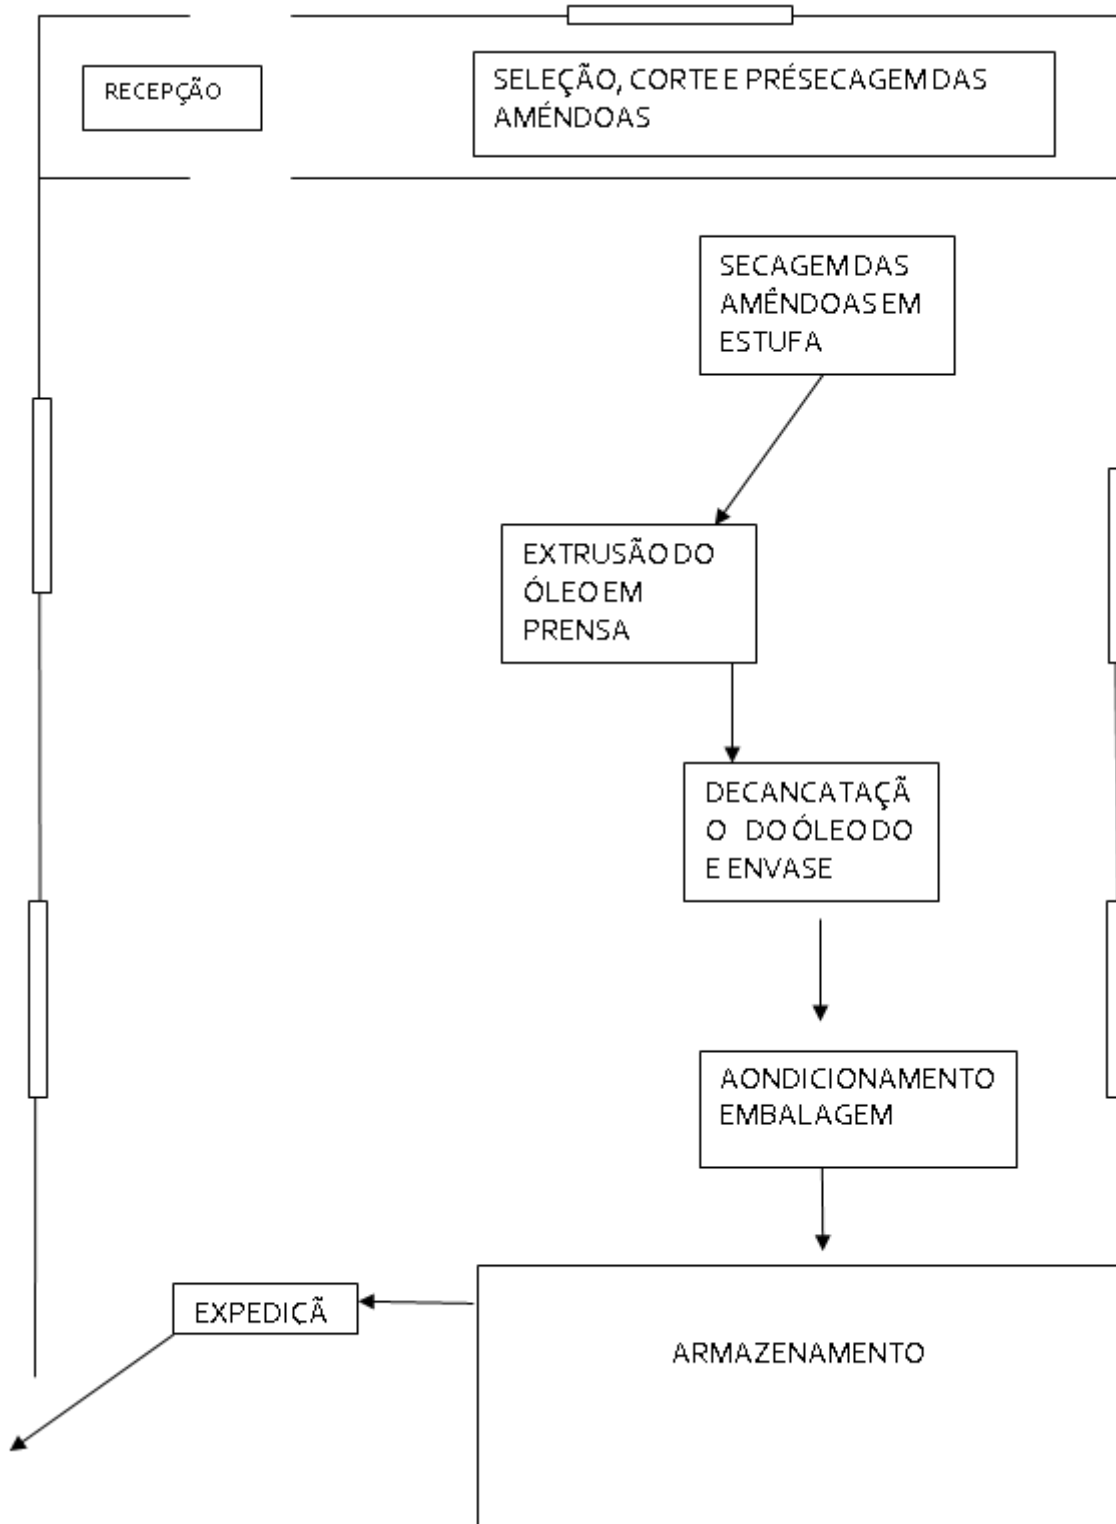 RECEPÇÃO
SELEÇÃO, CORTE E PRÉSECAGEM DAS
AMÉNDOAS
SECAGEM DAS
AMÊNDOAS EM
ESTUFA
EXTRUSÃO DO
ÓLEO EM
PRENSA
DECANCATAÇÃ
O DO ÓLEO DO
E ENVASE
AONDICIONAMENTO
EMBALAGEM
EXPEDIÇÃ
ARMAZENAMENTO